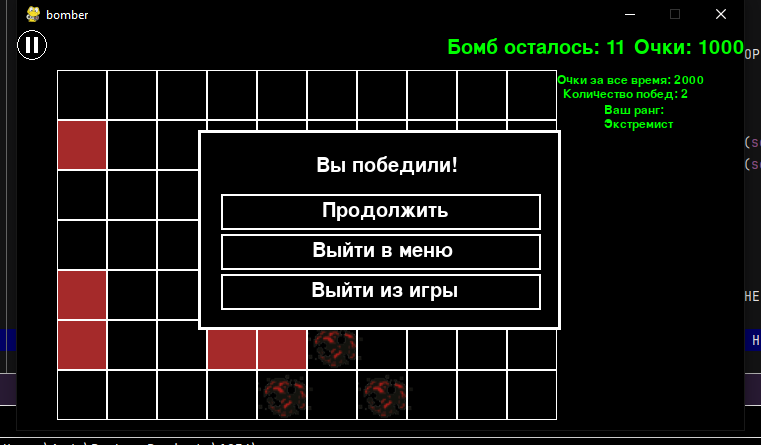 bomber
Бомб осталось: 11 Очки: 1000
Очки за все время: 2000
Количество побед: 2
Ваш ранг:
Экстремист
Вы победили!
Продолжить
Выйти в меню
Выйти из игры